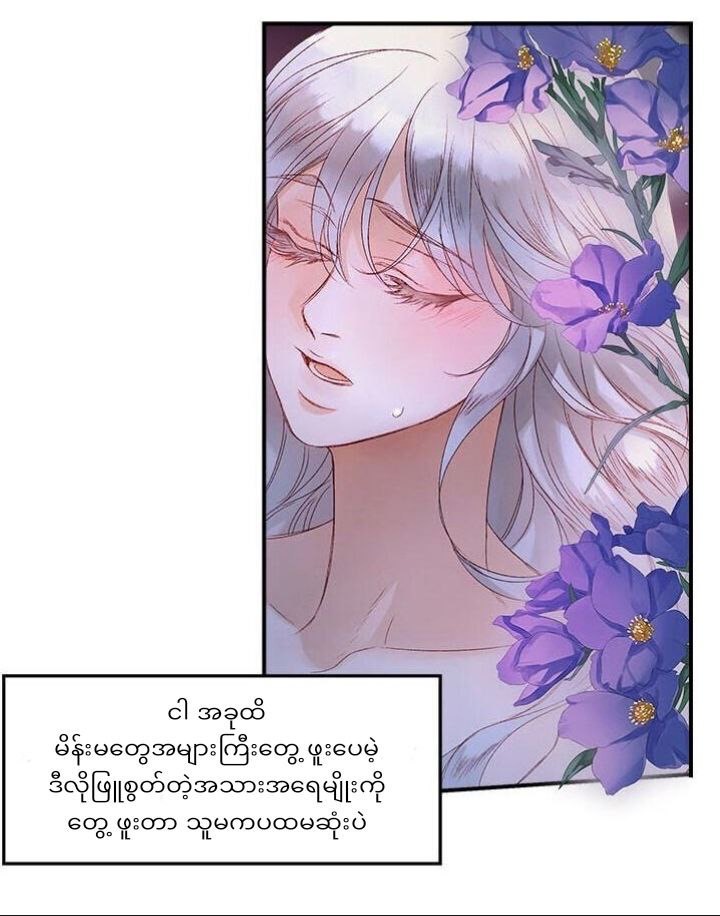 ငါ အခုထိ
မိန်းမတွေအများကြီးတွေ့ ဖူးပေမဲ့
ဒီလိုဖြူစွတ်တဲ့အသားအရေမျိုးကို
တွေ့ ဖူးတာ သူမကပထမဆုံးပဲ